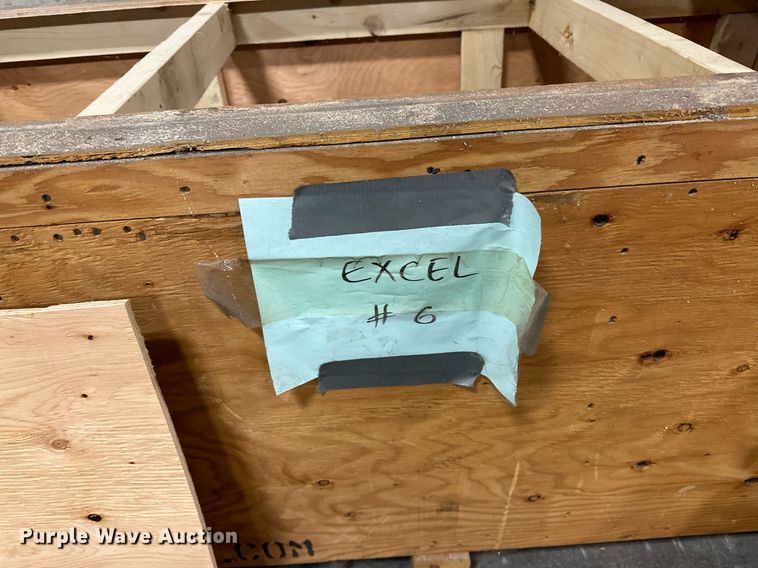 EXCEL
# 6
Purple Wave Auction
.COM